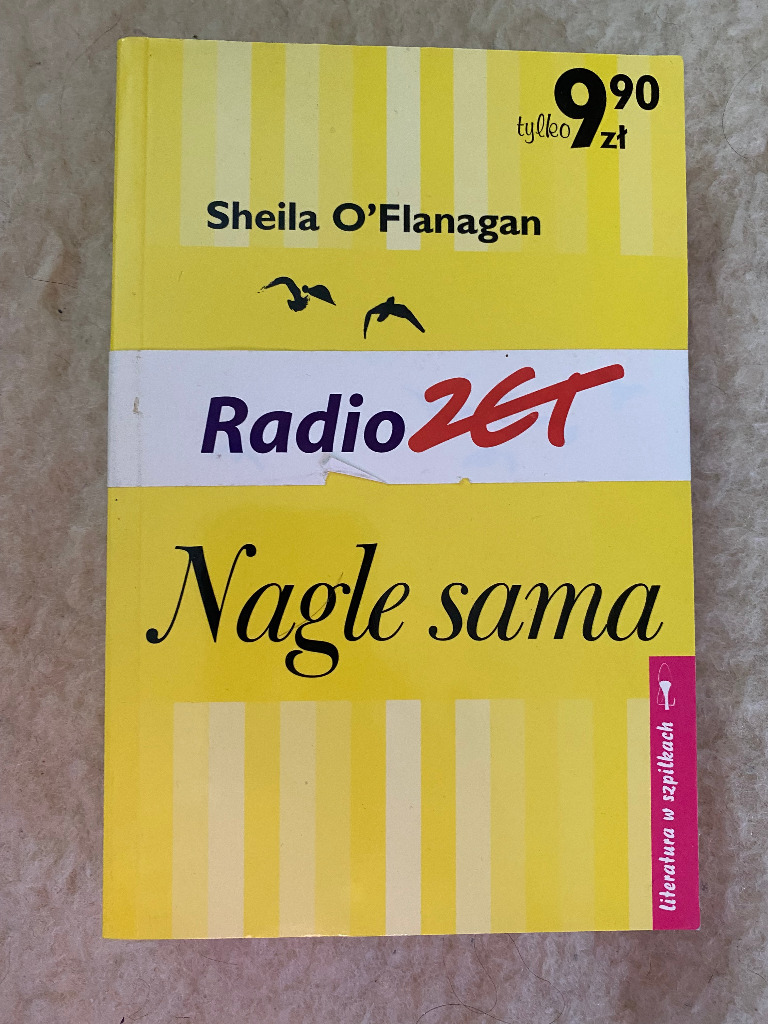 tylko 9 90 zł
Sheila O'Flanagan
Radio ZET
Nagle sama
literatura w szpilkach